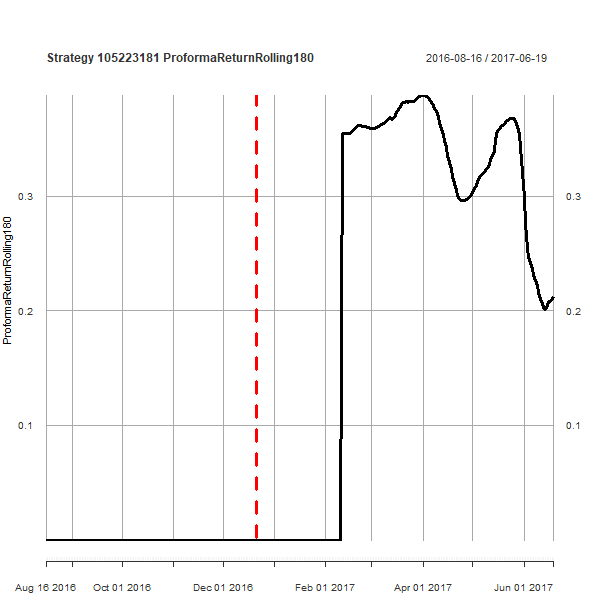 Strategy 105223181 ProformaReturnRolling180
2016-08-16 / 2017-06-19
ProformaReturnRolling180
0.3
0.3
0.2
0.2
0.1
0.1
Aug 16 2016
Oct 01 2016
Dec 01 2016
Feb 01 2017
Apr 01 2017
Jun 01 2017